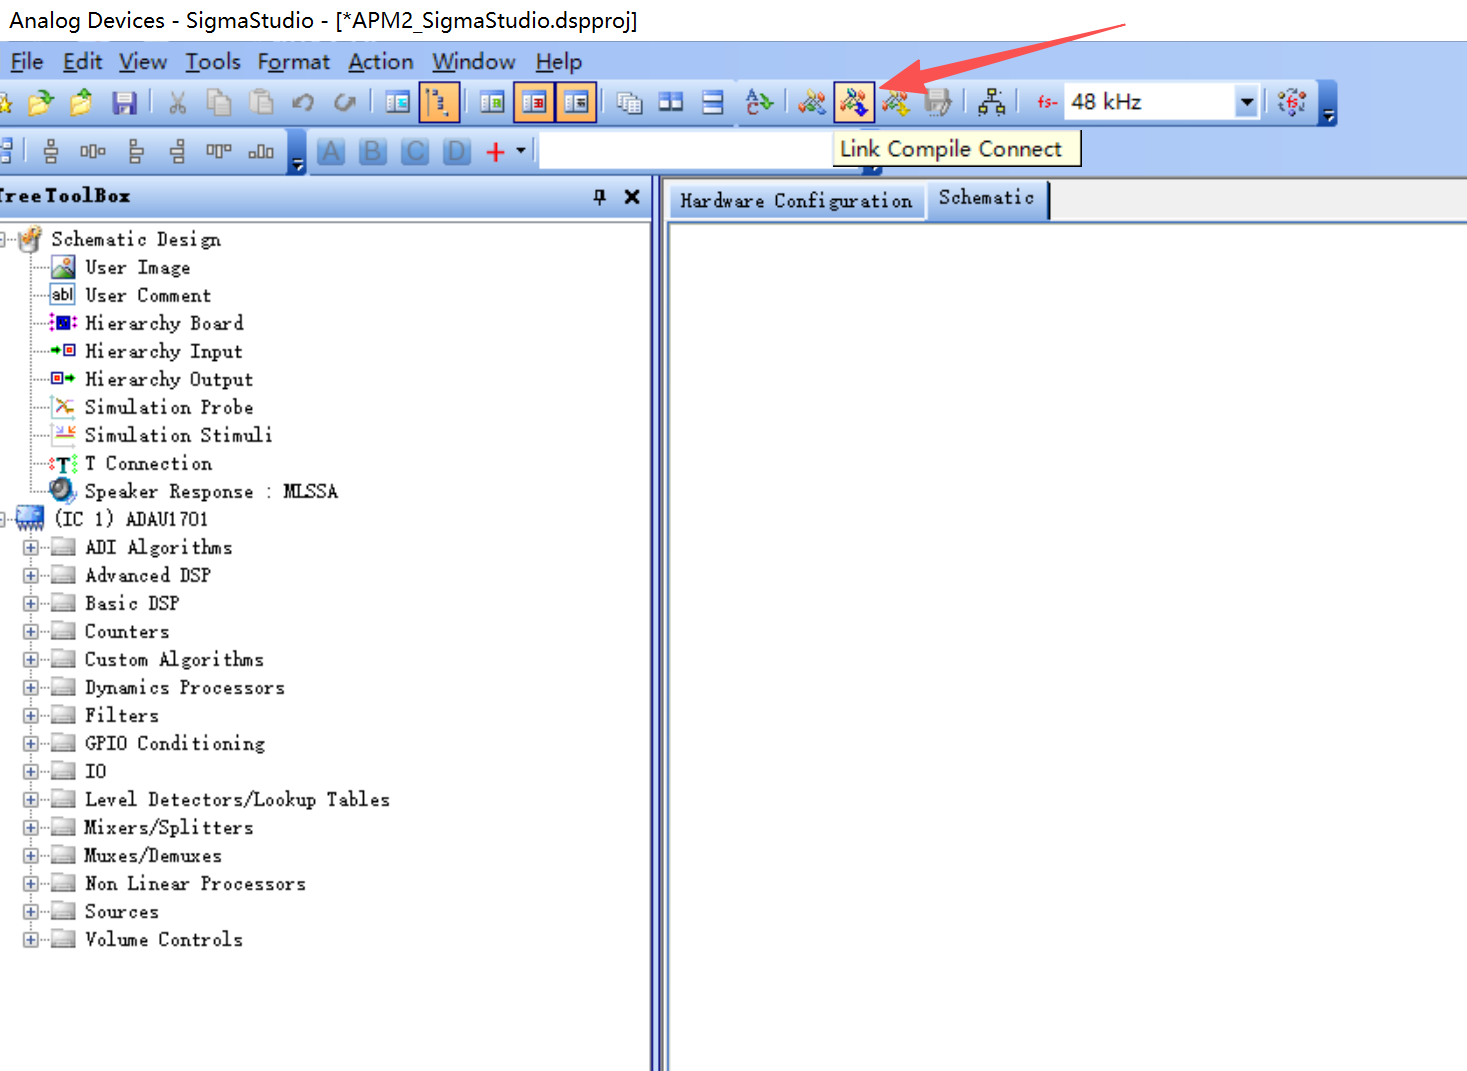 Analog Devices - SigmaStudio - [*APM2_SigmaStudio.dspproj]
File Edit View Tools Format Action Window Help
fs- 48 kHz fs
A B C D
Link Compile Connect
TreeToolBox
Hardware Configuration Schematic
Schematic Design
User Image
abl User Comment
Hierarchy Board
Hierarchy Input
Hierarchy Output
Simulation Probe
Simulation Stimuli
T T Connection
Speaker Response : MLSSA
(IC 1) ADAU1701
ADI Algorithms
Advanced DSP
Basic DSP
Counters
Custom Algorithms
Dynamics Processors
Filters
GPIO Conditioning
IO
Level Detectors/Lookup Tables
Mixers/Splitters
Muxes/Demuxes
Non Linear Processors
Sources
Volume Controls